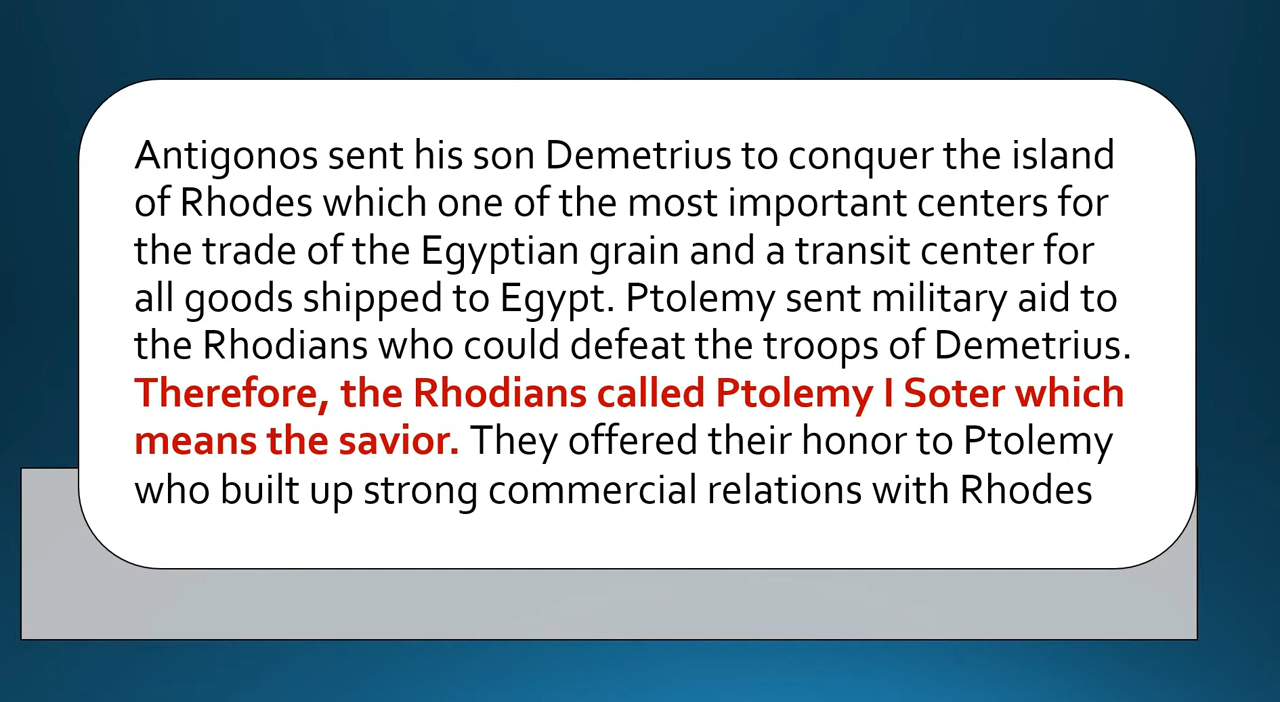 Antigonos sent his son Demetrius to conquer the island
of Rhodes which one of the most important centers for
the trade of the Egyptian grain and a transit center for
all goods shipped to Egypt. Ptolemy sent military aid to
the Rhodians who could defeat the troops of Demetrius.
Therefore, the Rhodians called Ptolemy I Soter which
means the savior. They offered their honor to Ptolemy
who built up strong commercial relations with Rhodes